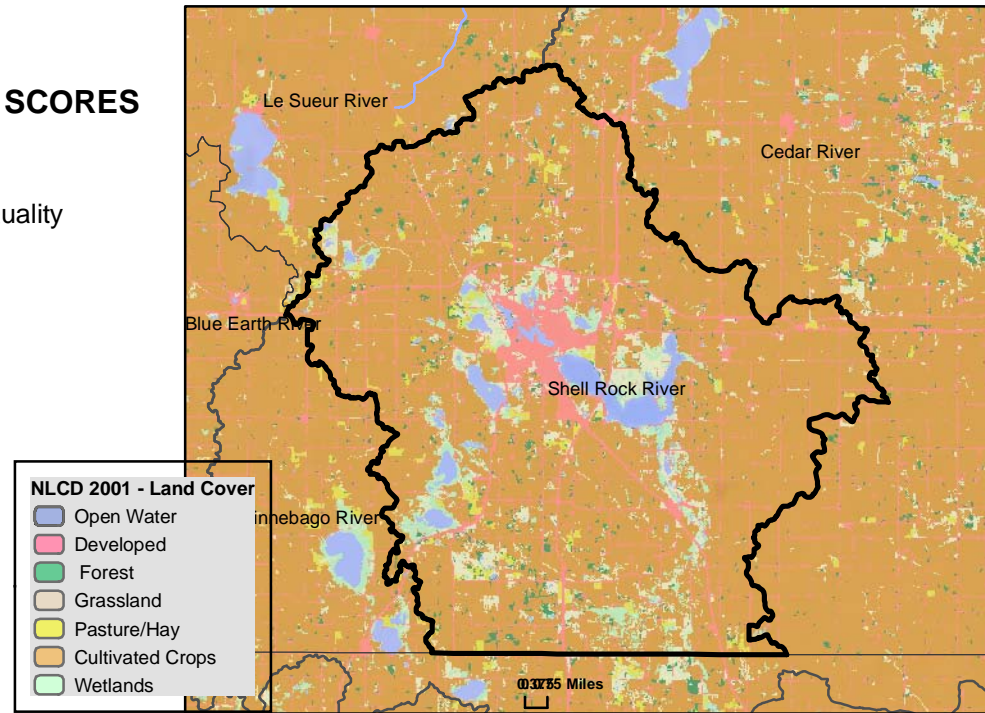 SCORES
uality
Le Sueur River
Cedar River
Blue Earth River
Shell Rock River
innebago River
NLCD 2001 - Land Cover
Open Water
Developed
Forest
Grassland
Pasture/Hay
Cultivated Crops
Wetlands
Miles